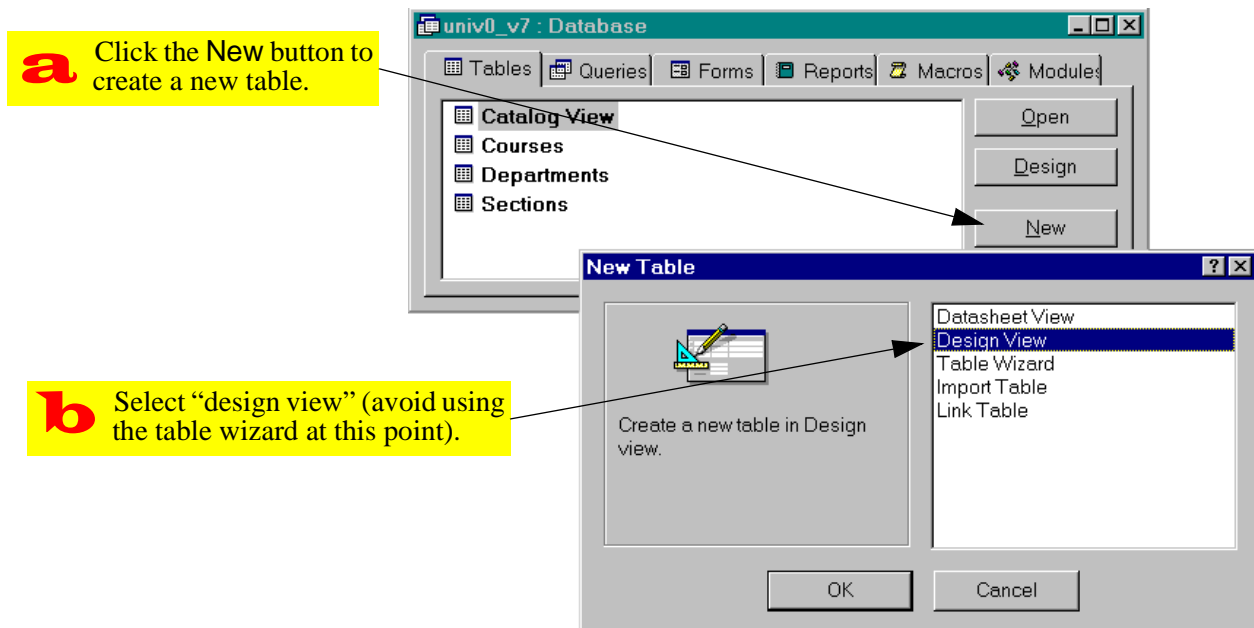 univ0_v7 : Database
a Click the New button to
create a new table.
Tables Queries Forms Reports Macros Modules
Catalog View
Courses
Departments
Sections
Open
Design
New
New Table
Create a new table in Design
view.
Datasheet View
Design View
Table Wizard
Import Table
Link Table
b Select “design view” (avoid using
the table wizard at this point).
OK Cancel